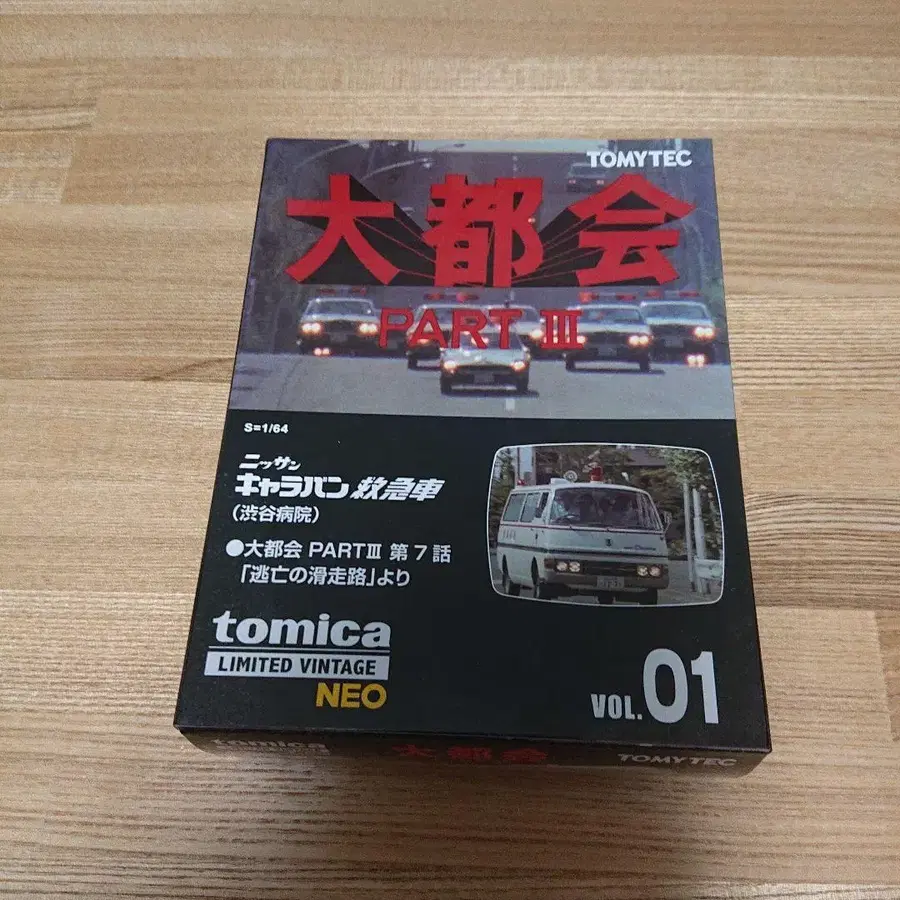 TOMYTEC
大都会
PART III
S=1/64
ニッサン
キャラバン救急車
(渋谷病院)
●大都会 PARTⅢ 第7話
「逃亡の滑走路」より
tomica
LIMITED VINTAGE
NEO
VOL.01
tomica
大都会
TOMYTEC